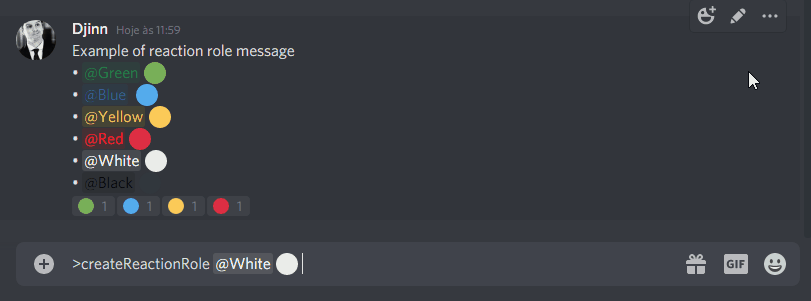 Djinn Hoje às 11:59
Example of reaction role message
• @Green
• @Blue
• @Yellow
• @Red
• @White
• @Black
1 1 1 1
>createReactionRole @White
GIF